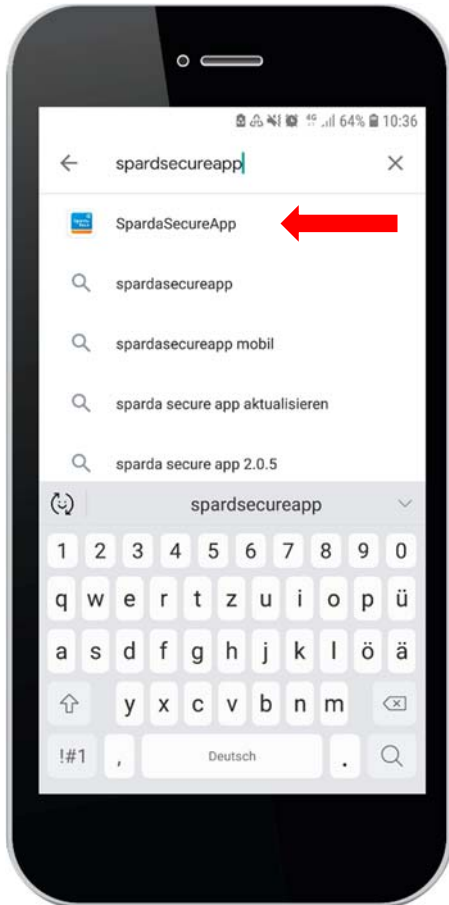 4G 64% 10:36
spardsecureapp
SpardaSecureApp
spardasecureapp
spardasecureapp mobil
sparda secure app aktualisieren
sparda secure app 2.0.5
spardsecureapp
1 2 3 4 5 6 7 8 9 0
q w e r t z u i o p ü
a s d f g h j k l ö ä
y x c v b n m
!#1 , Deutsch .